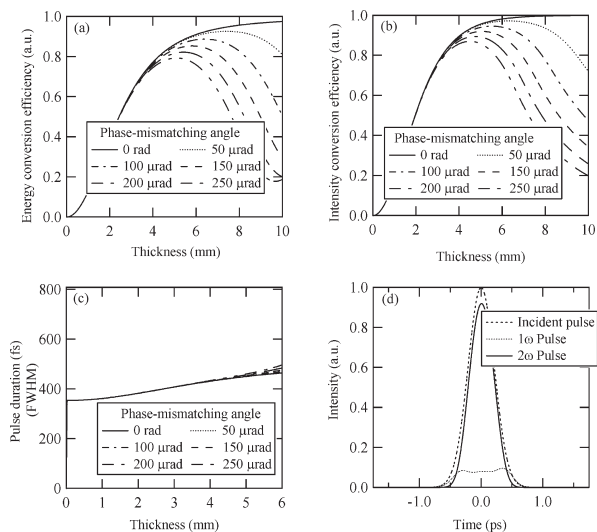 (a)
Energy conversion efficiency (a.u.)
1.0
0.8
0.6
0.4
0.2
0.0
Phase-mismatching angle
0 rad 50 μrad
100 μrad 150 μrad
200 μrad 250 μrad
0 2 4 6 8 10
Thickness (mm)
(b)
Intensity conversion effciency (a.u.)
1.0
0.8
0.6
0.4
0.2
0.0
Phase-mismatching angle
0 rad 50 μrad
100 μrad 150 μrad
200 μrad 250 μrad
0 2 4 6 8 10
Thickness (mm)
(c)
Pulse duration (fs)
(FWHM)
800
600
400
200
0
Phase-mismatching angle
0 rad 50 μrad
100 μrad 150 μrad
200 μrad 250 μrad
0 1 2 3 4 5 6
Thickness (mm)
(d)
Intensity (a.u.)
1.0
0.8
0.6
0.4
0.2
0.0
Incident pulse
1ω Pulse
2ω Pulse
-1.0 0.0 1.0
Time (ps)